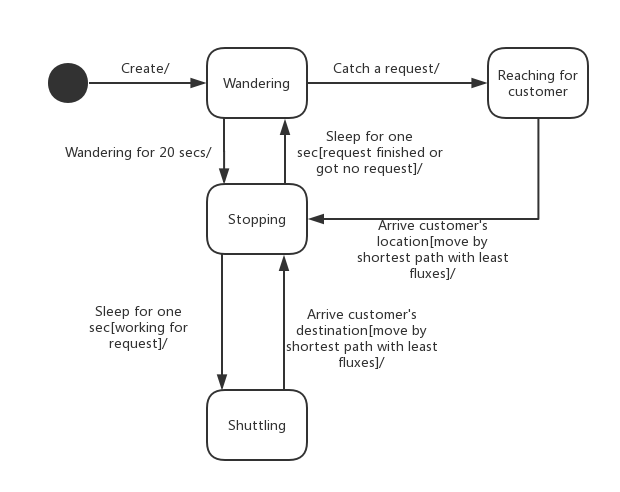 Create/
Wandering
Catch a request/
Reaching for
customer
Wandering for 20 secs/
Sleep for one
sec[request finished or
got no request]/
Stopping
Arrive customer's
location[move by
shortest path with least
fluxes]/
Sleep for one
sec[working for
request]/
Arrive customer's
destination[move by
shortest path with least
fluxes]/
Shuttling